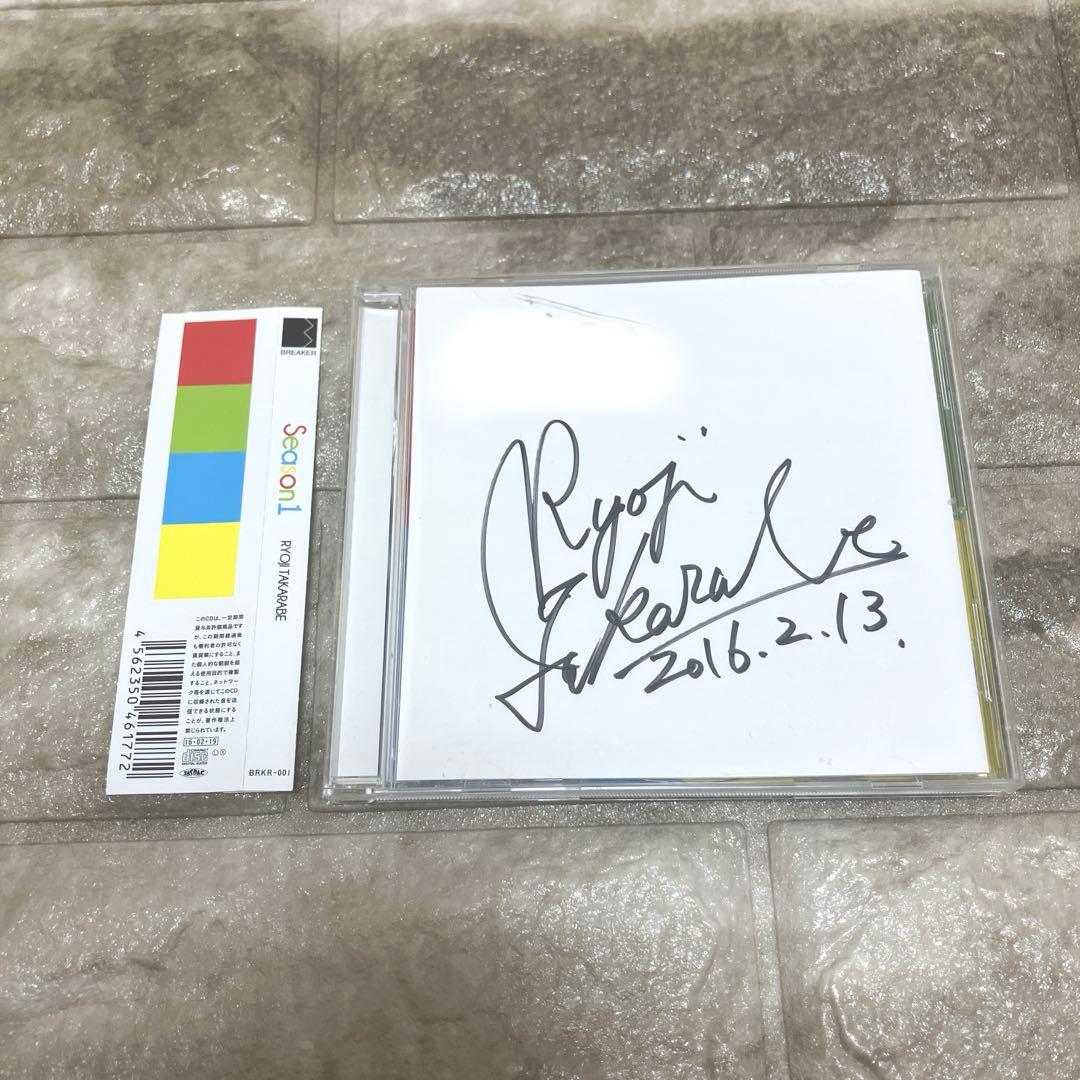 BREAKER
Season1
RYOJI TAKARABE
このCDは、一定期間
貸与非許諾商品です
が、この期間経過後
も権利者の許可なく
賃貸業にすること、ま
た個人的な範囲を超
える使用目的で複製
すること、ネットワー
ク等を通じてこのCD
に収録された音を送
信できる状態にする
ことが、著作権法上
禁じられています。
16・02・19
COMPACT
DISC
DIGITAL AUDIO
BRKR-001
4562350461772
Ryoji
Takarabe
2016.2.13.